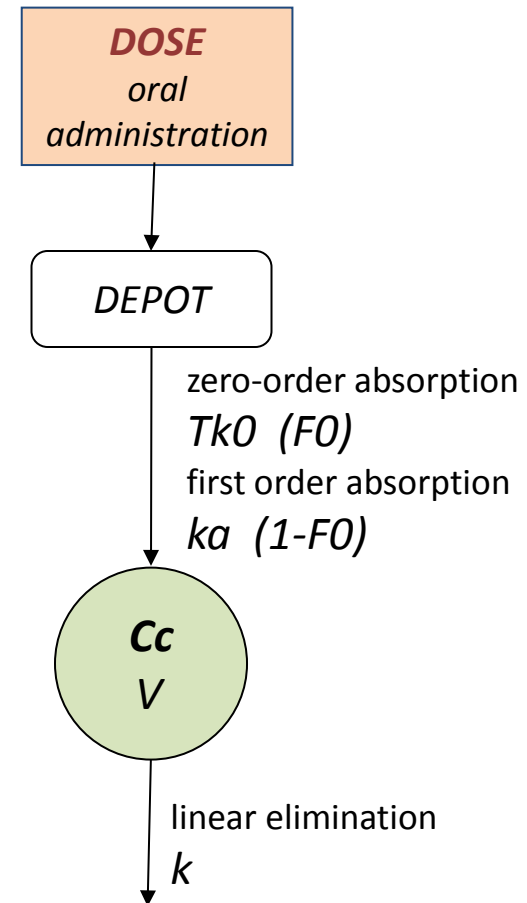 DOSE
oral
administration
DEPOT
zero-order absorption
Tk0 (F0)
first order absorption
ka (1-F0)
Cc
V
linear elimination
k